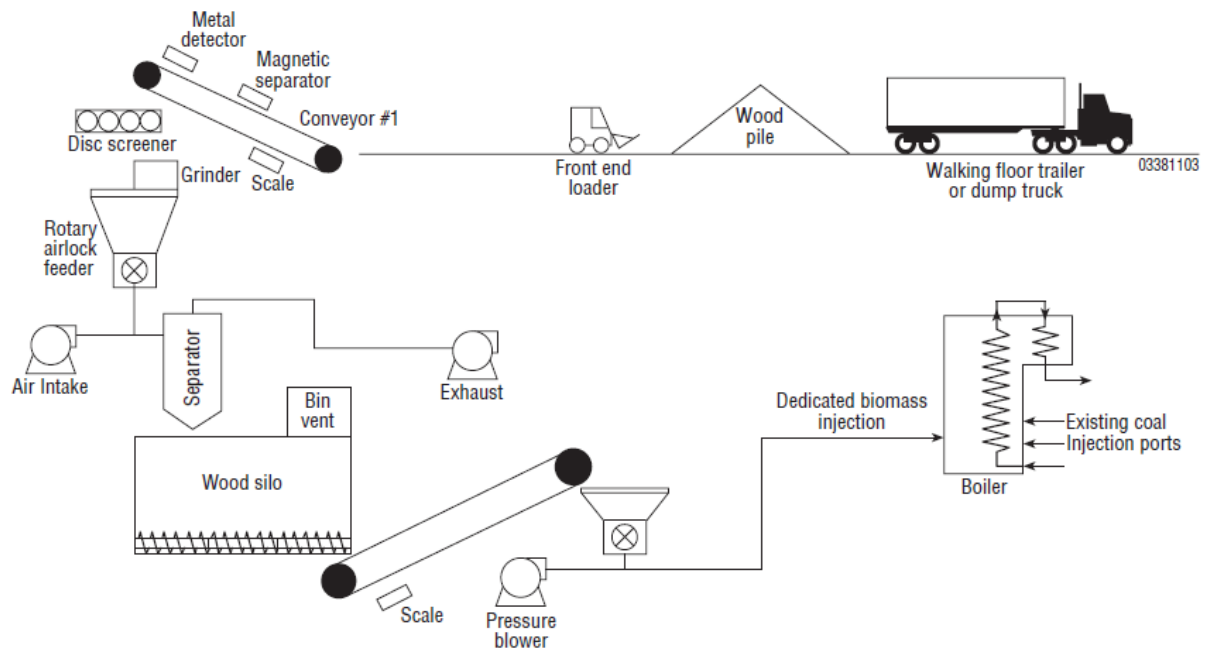 Metal
detector
Magnetic
separator
Conveyor #1
Disc screener
Grinder
Scale
Rotary
airlock
feeder
Front end
loader
Wood
pile
Walking floor trailer
or dump truck
03381103
Air Intake
Separator
Exhaust
Bin
vent
Wood silo
Scale
Pressure
blower
Dedicated biomass
injection
Existing coal
Injection ports
Boiler